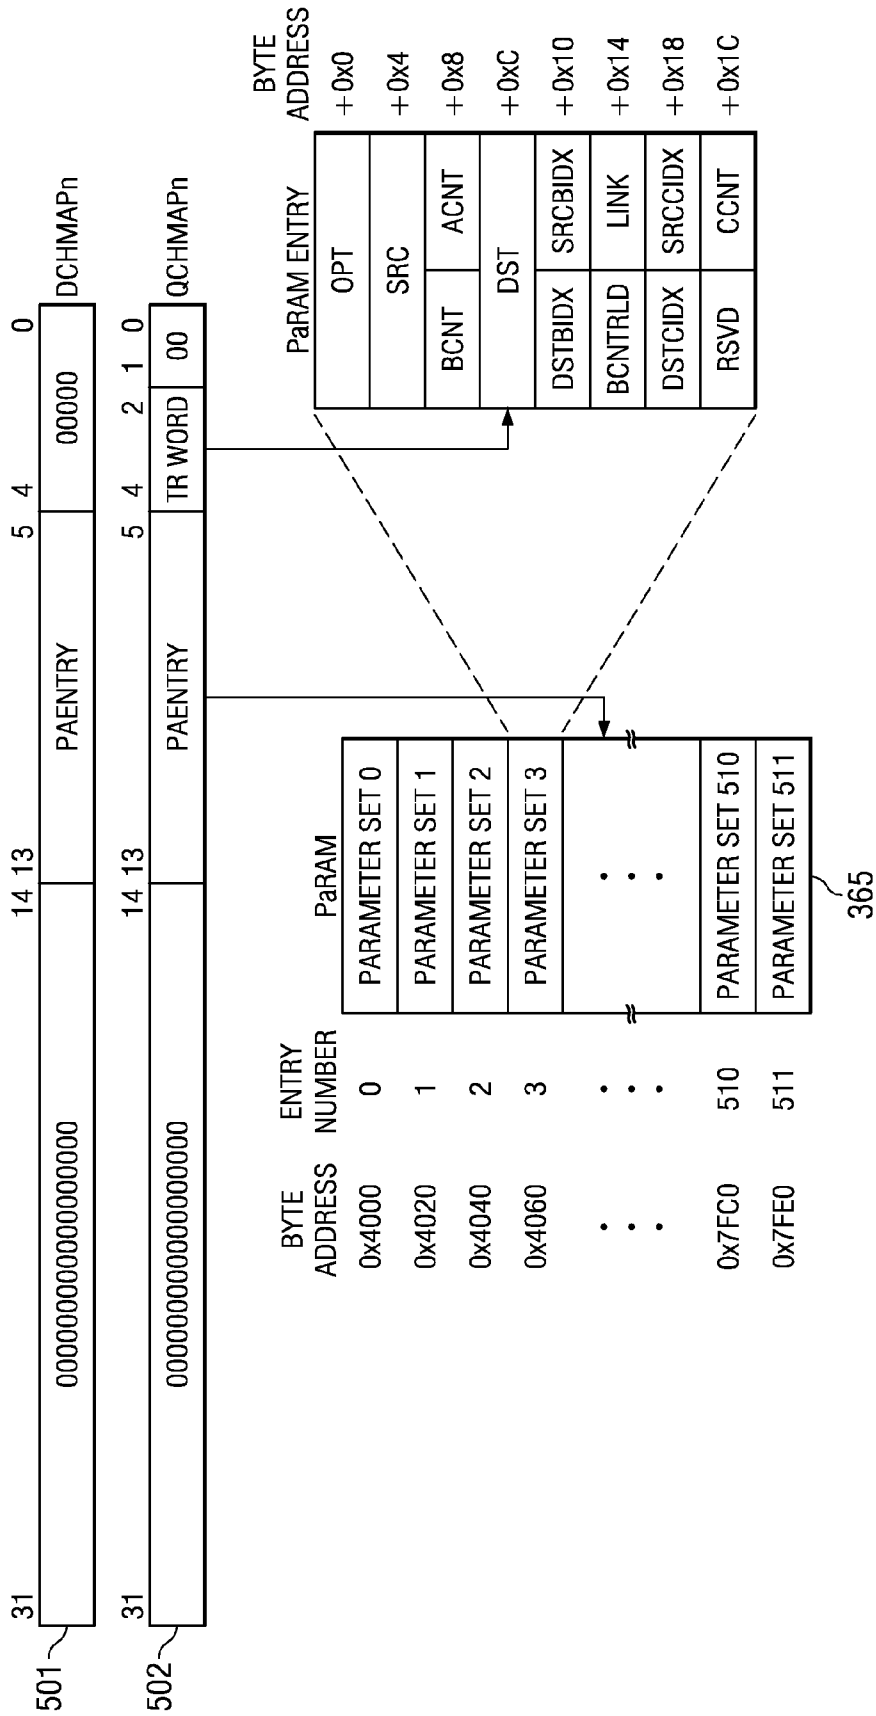 31
14 13
5
4
0
501
000000000000000000
PAENTRY
00000
DCHMAPn
31
14 13
5
4
2
1
0
502
000000000000000000
PAENTRY
TR WORD
00
QCHMAPn
BYTE
ADDRESS
ENTRY
NUMBER
PaRAM
0x4000 0 PARAMETER SET 0
0x4020 1 PARAMETER SET 1
0x4040 2 PARAMETER SET 2
0x4060 3 PARAMETER SET 3
• • • • • • • • •
0x7FC0 510 PARAMETER SET 510
0x7FE0 511 PARAMETER SET 511
365
PaRAM ENTRY
BYTE
ADDRESS
OPT +0x0
SRC +0x4
BCNT ACNT +0x8
DST +0xC
DSTBIDX SRCBIDX +0x10
BCNTRLD LINK +0x14
DSTCIDX SRCCIDX +0x18
RSVD CCNT +0x1C